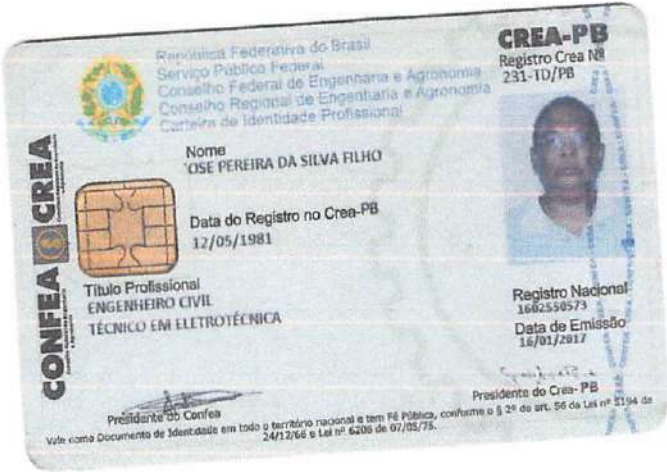 República Federativa do Brasil
Serviço Público Federal
Conselho Federal de Engenharia e Agronomia
Conselho Regional de Engenharia e Agronomia
Carteira de Identidade Profissional
CREA-PB
Registro Crea Nº
231-TD/PB
CONFEA CREA
Nome
OSE PEREIRA DA SILVA FILHO
Data do Registro no Crea-PB
12/05/1981
Título Profissional
ENGENHEIRO CIVIL
TÉCNICO EM ELETROTÉCNICA
Registro Nacional
1602550573
Data de Emissão
16/01/2017
Presidente do Confea
Presidente do Crea-PB
Vale como Documento de Identidade em todo o território nacional e tem Fé Pública, conforme o § 2º do art. 56 da Lei nº 5194 de
24/12/66 e Lei nº 6206 de 07/05/75.